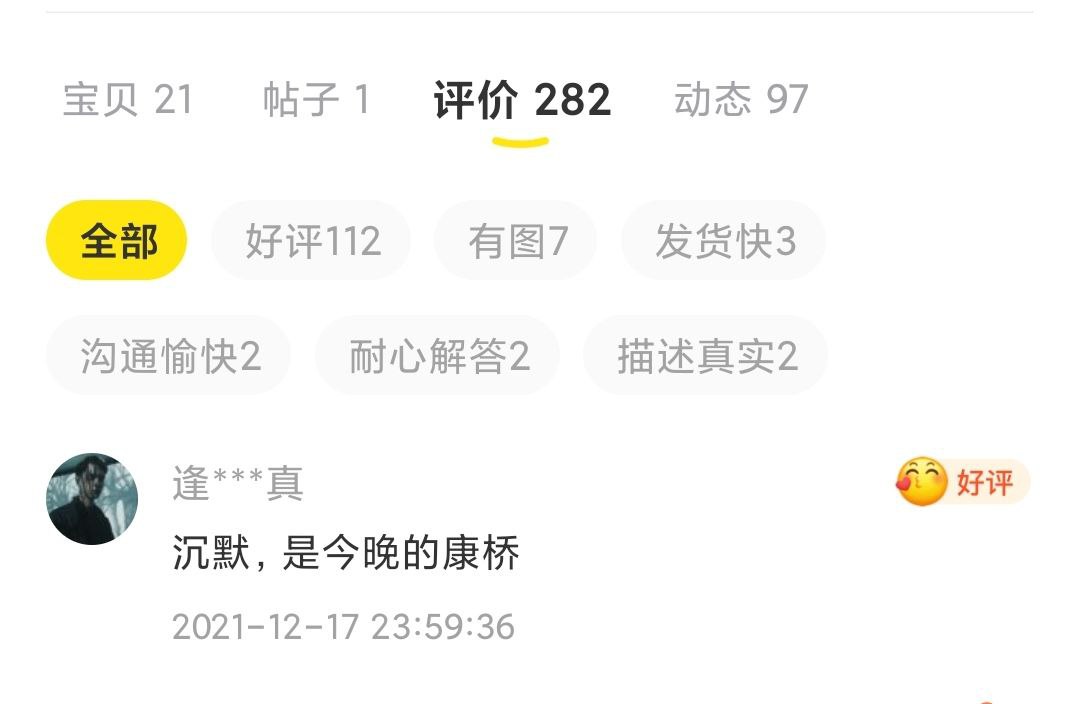 宝贝 21 帖子 1 评价 282 动态 97
全部 好评112 有图7 发货快3
沟通愉快2 耐心解答2 描述真实2
逢***真 好评
沉默，是今晚的康桥
2021-12-17 23:59:36